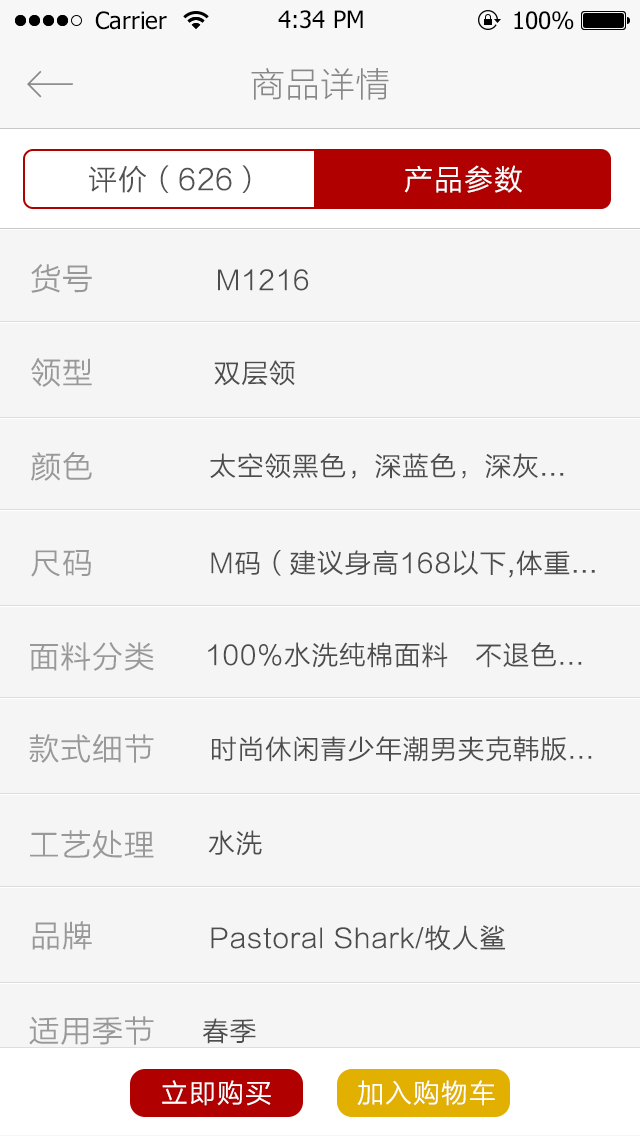 Carrier 4:34 PM 100%
商品详情
评价（626） 产品参数
货号 M1216
领型 双层领
颜色 太空领黑色，深蓝色，深灰...
尺码 M码（建议身高168以下,体重...
面料分类 100%水洗纯棉面料 不退色...
款式细节 时尚休闲青少年潮男夹克韩版...
工艺处理 水洗
品牌 Pastoral Shark/牧人鲨
适用季节 春季
立即购买 加入购物车